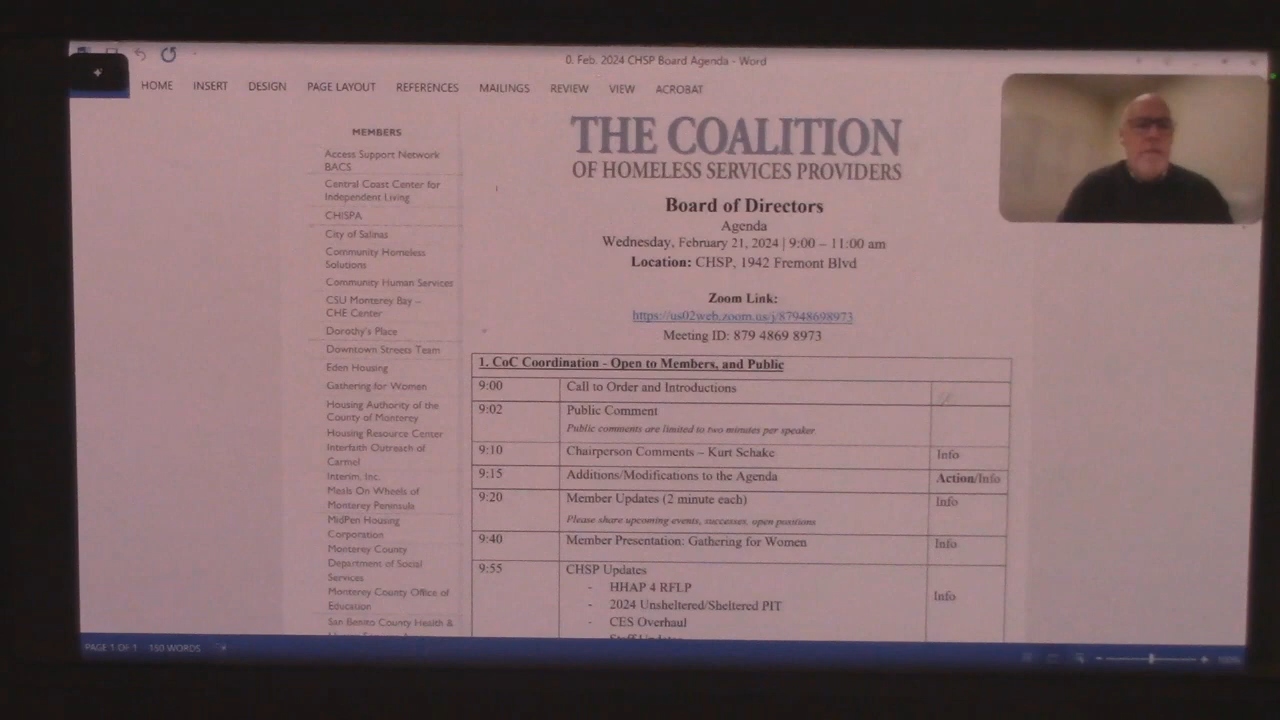 0. Feb. 2024 CHSP Board Agenda - Word
HOME INSERT DESIGN PAGE LAYOUT REFERENCES MAILINGS REVIEW VIEW ACROBAT
MEMBERS
Access Support Network
BACS
Central Coast Center for
Independent Living
CHISPA
City of Salinas
Community Homeless
Solutions
Community Human Services
CSU Monterey Bay –
CHE Center
Dorothy's Place
Downtown Streets Team
Eden Housing
Gathering for Women
Housing Authority of the
County of Monterey
Housing Resource Center
Interfaith Outreach of
Carmel
Interim, Inc.
Meals On Wheels of
Monterey Peninsula
MidPen Housing
Corporation
Monterey County
Department of Social
Services
Monterey County Office of
Education
San Benito County Health &
THE COALITION
OF HOMELESS SERVICES PROVIDERS
Board of Directors
Agenda
Wednesday, February 21, 2024 | 9:00 – 11:00 am
Location: CHSP, 1942 Fremont Blvd
Zoom Link:
https://us02web.zoom.us/j/87948698973
Meeting ID: 879 4869 8973
1. CoC Coordination - Open to Members, and Public
9:00 Call to Order and Introductions
9:02 Public Comment
Public comments are limited to two minutes per speaker
9:10 Chairperson Comments – Kurt Schake Info
9:15 Additions/Modifications to the Agenda Action/Info
9:20 Member Updates (2 minute each) Info
Please share upcoming events, successes, open positions
9:40 Member Presentation: Gathering for Women Info
9:55 CHSP Updates
- HHAP 4 RFLP
Info
- 2024 Unsheltered/Sheltered PIT
- CES Overhaul
PAGE 1 OF 1 150 WORDS
100%